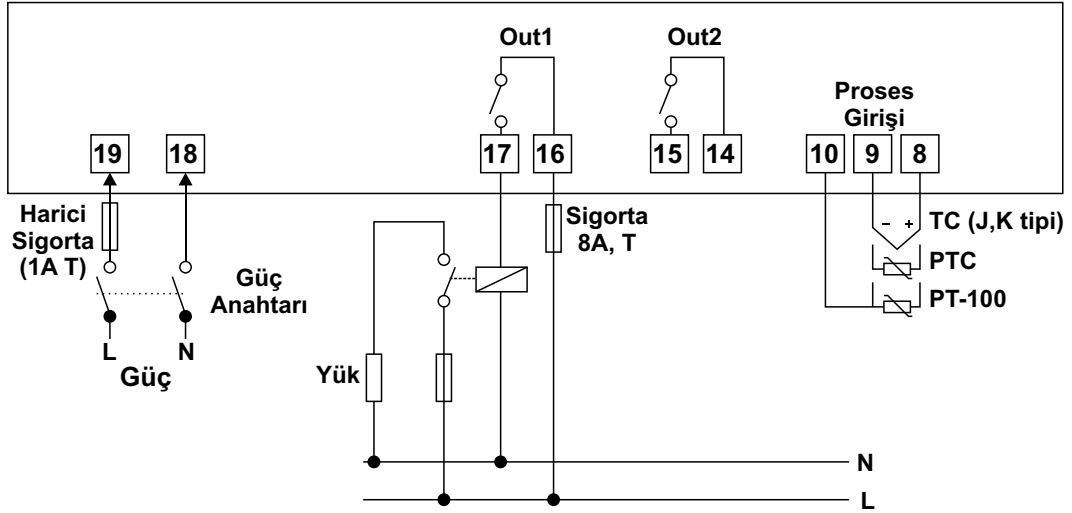 Out1
Out2
Proses
Girişi
19
18
17
16
15
14
10
9
8
Harici
Sigorta
(1A T)
Güç
Anahtarı
L
N
Güç
Sigorta
8A, T
Yük
- +
TC (J,K tipi)
PTC
PT-100
N
L